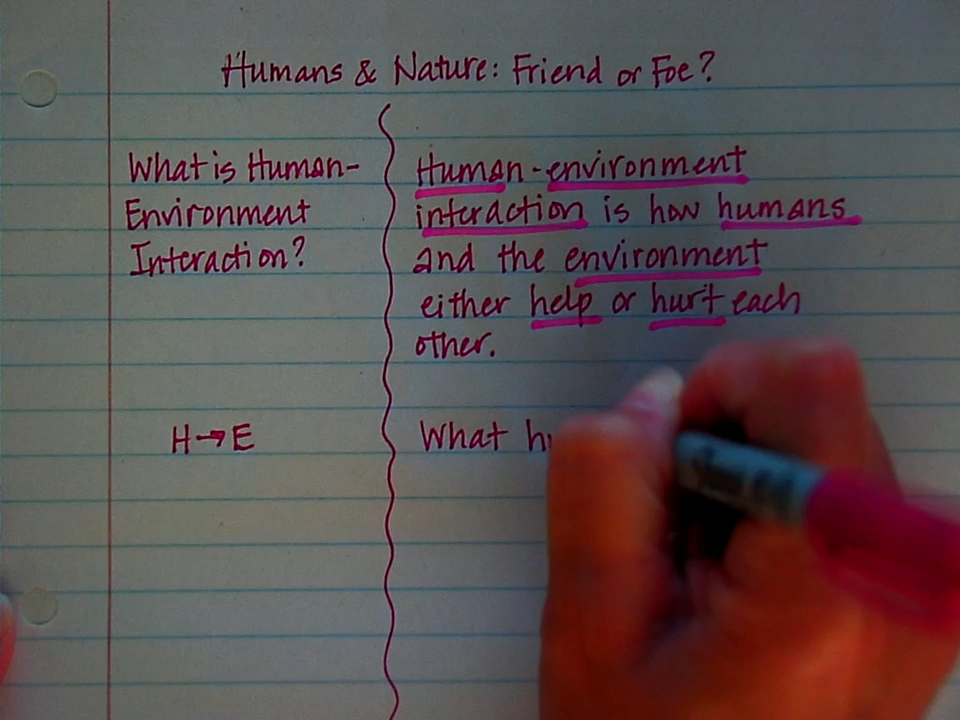 Humans & Nature: Friend or Foe?
What is Human-
Environment
Interaction?
Human-environment
interaction is how humans
and the environment
either help or hurt each
other.
H→E
What